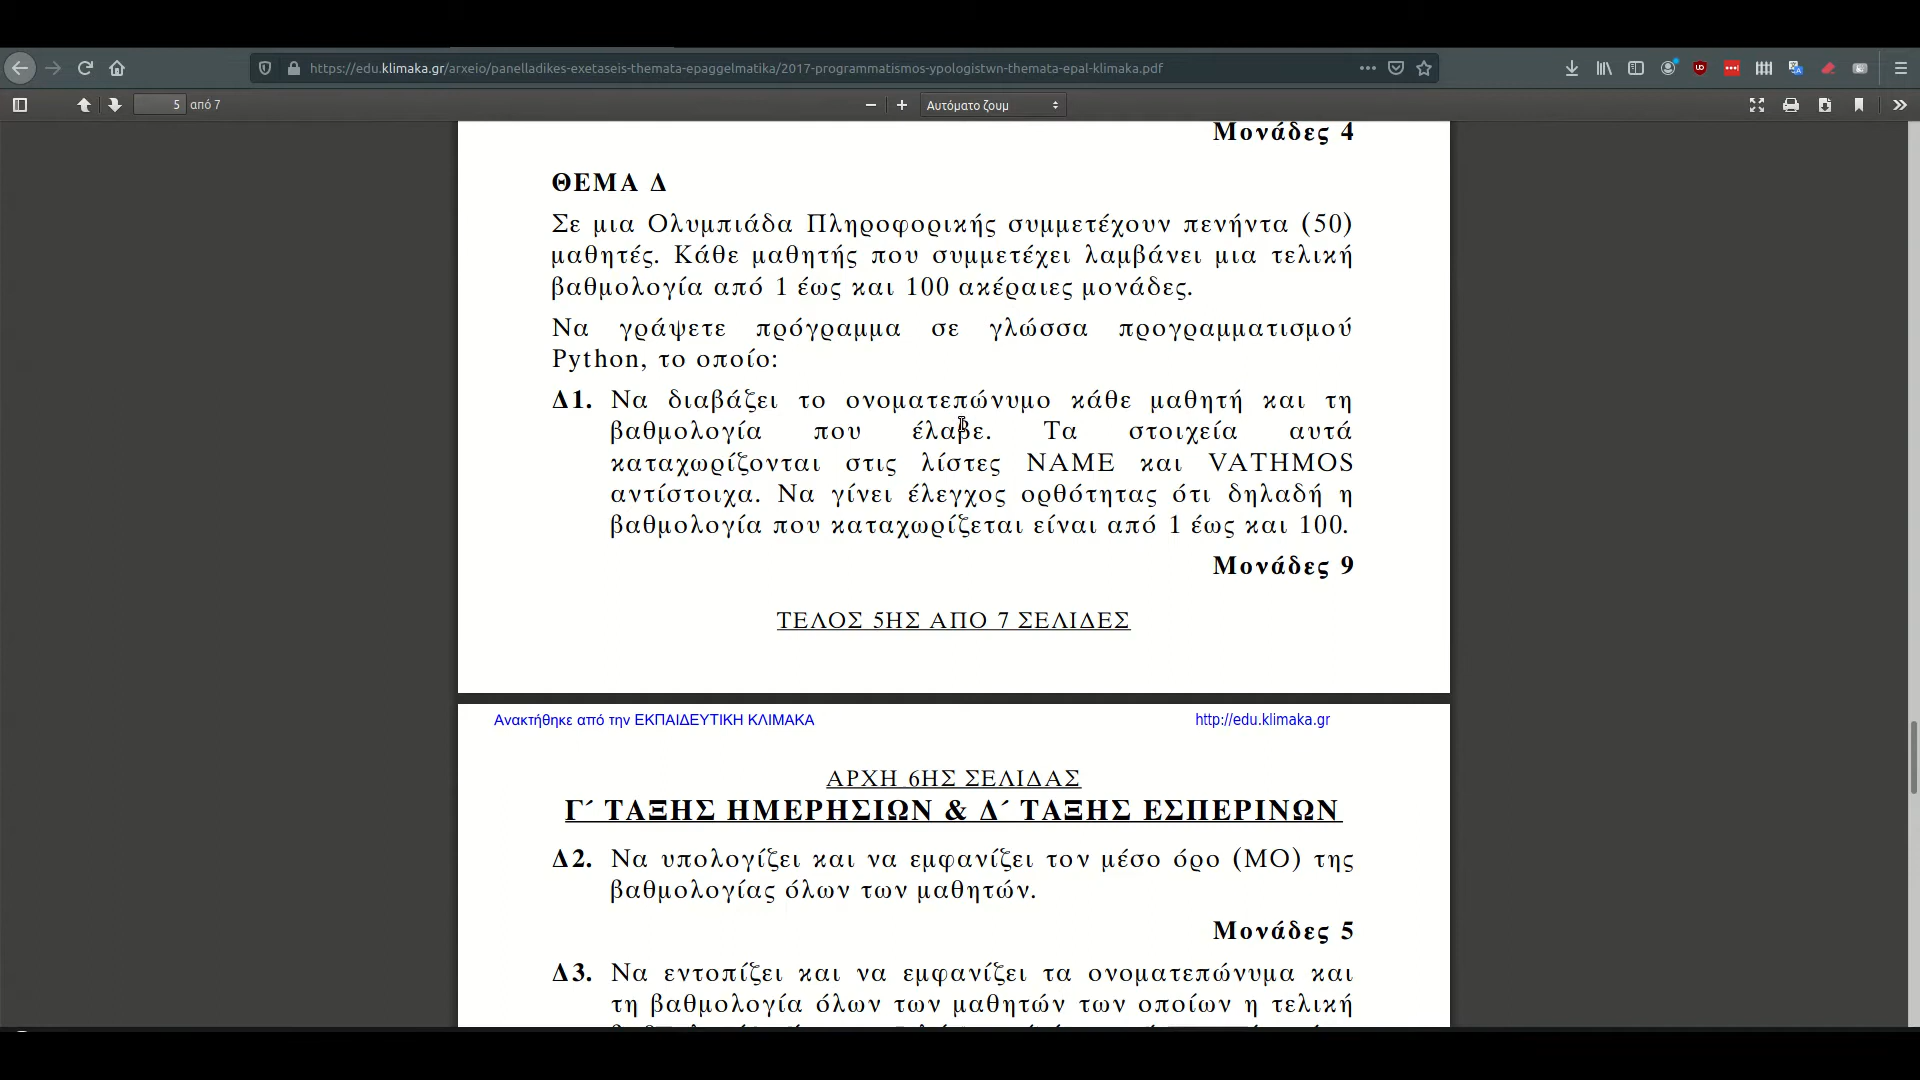 https://edu.klimaka.gr/arxeio/panelladikes-exetaseis-themata-epaggelmatika/2017-programmatismos-ypologistwn-themata-epal-klimaka.pdf
5 από 7
Αυτόματο ζουμ
Μονάδες 4
ΘΕΜΑ Δ
Σε μια Ολυμπιάδα Πληροφορικής συμμετέχουν πενήντα (50)
μαθητές. Κάθε μαθητής που συμμετέχει λαμβάνει μια τελική
βαθμολογία από 1 έως και 100 ακέραιες μονάδες.
Να γράψετε πρόγραμμα σε γλώσσα προγραμματισμού
Python, το οποίο:
Δ1. Να διαβάζει το ονοματεπώνυμο κάθε μαθητή και τη
βαθμολογία που έλαβε. Τα στοιχεία αυτά
καταχωρίζονται στις λίστες NAME και VATHMOS
αντίστοιχα. Να γίνει έλεγχος ορθότητας ότι δηλαδή η
βαθμολογία που καταχωρίζεται είναι από 1 έως και 100.
Μονάδες 9
ΤΕΛΟΣ 5ΗΣ ΑΠΟ 7 ΣΕΛΙΔΕΣ
Ανακτήθηκε από την ΕΚΠΑΙΔΕΥΤΙΚΗ ΚΛΙΜΑΚΑ http://edu.klimaka.gr
ΑΡΧΗ 6ΗΣ ΣΕΛΙΔΑΣ
Γ΄ ΤΑΞΗΣ ΗΜΕΡΗΣΙΩΝ & Δ΄ ΤΑΞΗΣ ΕΣΠΕΡΙΝΩΝ
Δ2. Να υπολογίζει και να εμφανίζει τον μέσο όρο (ΜΟ) της
βαθμολογίας όλων των μαθητών.
Μονάδες 5
Δ3. Να εντοπίζει και να εμφανίζει τα ονοματεπώνυμα και
τη βαθμολογία όλων των μαθητών των οποίων η τελική